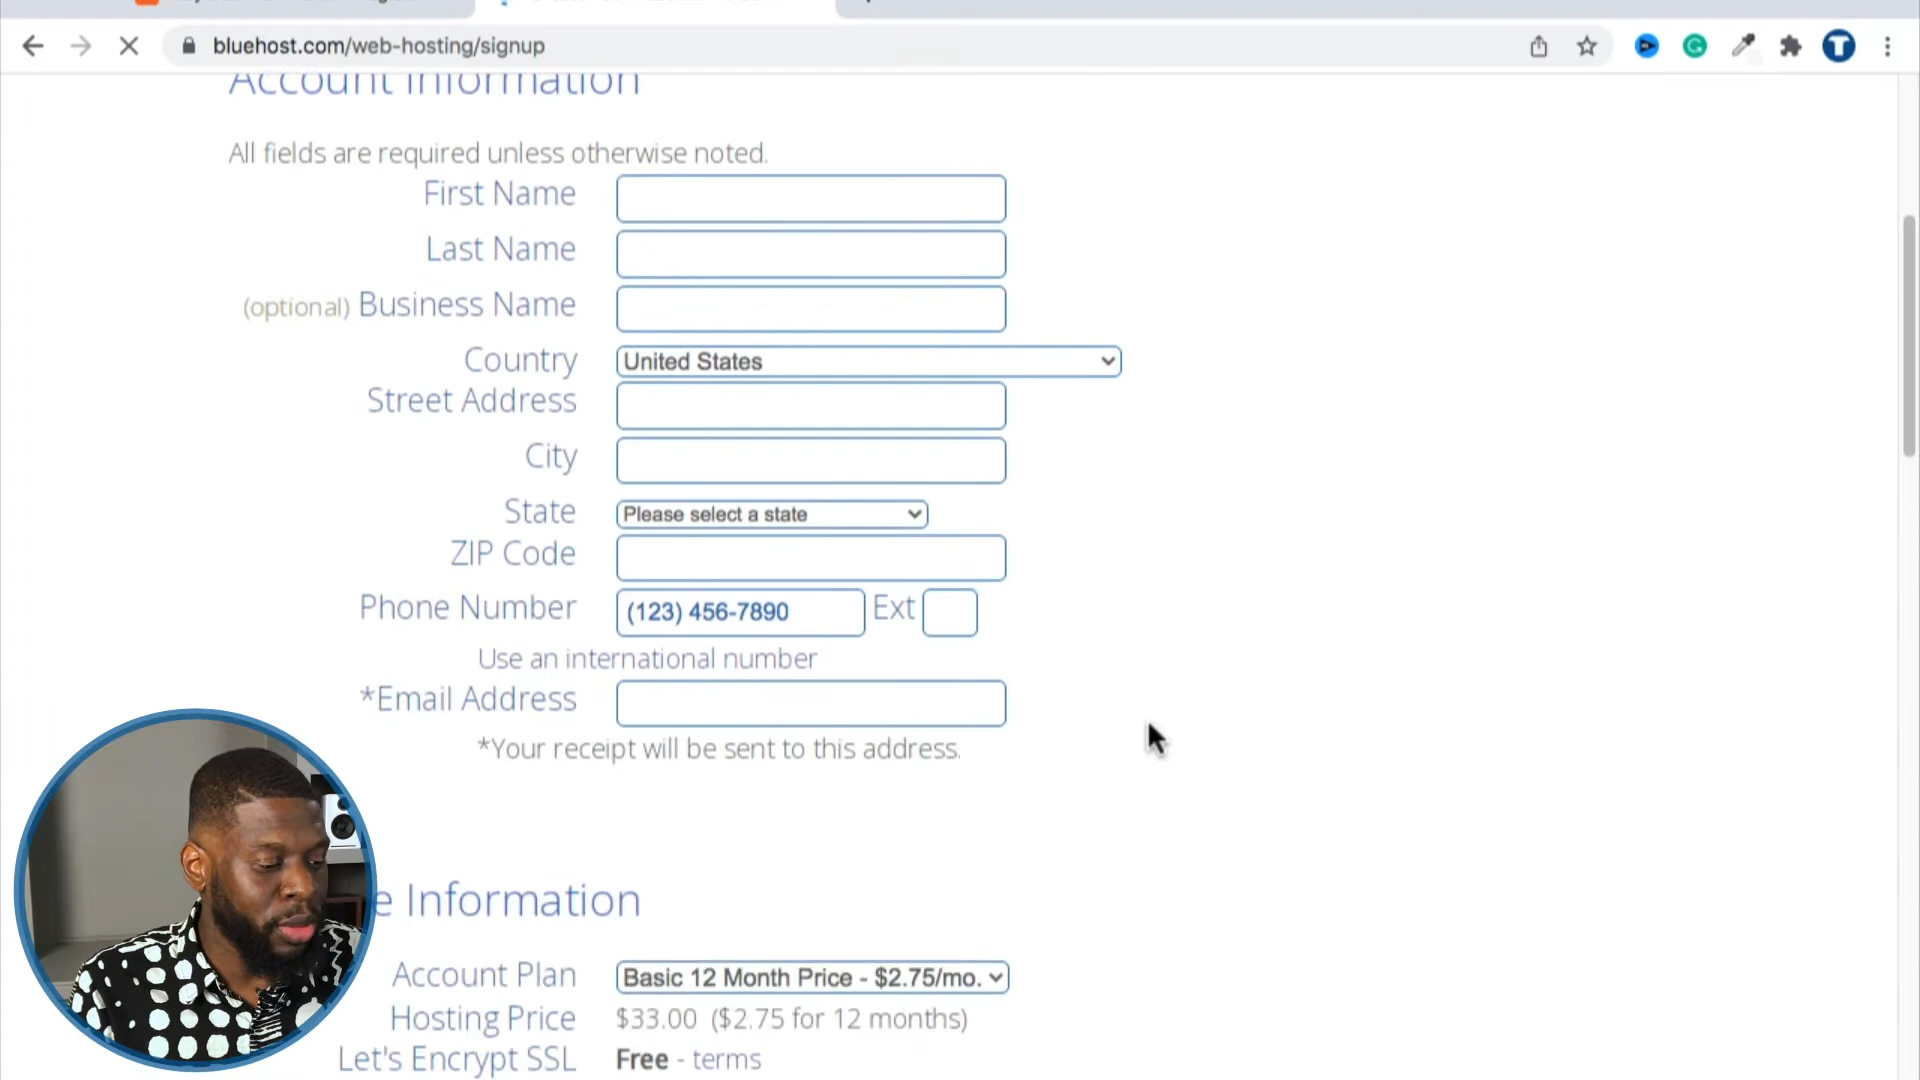 bluehost.com/web-hosting/signup
Account Information
All fields are required unless otherwise noted.
First Name
Last Name
(optional) Business Name
Country United States
Street Address
City
State Please select a state
ZIP Code
Phone Number (123) 456-7890 Ext
Use an international number
*Email Address
*Your receipt will be sent to this address.
e Information
Account Plan Basic 12 Month Price - $2.75/mo.
Hosting Price $33.00 ($2.75 for 12 months)
Let's Encrypt SSL Free - terms